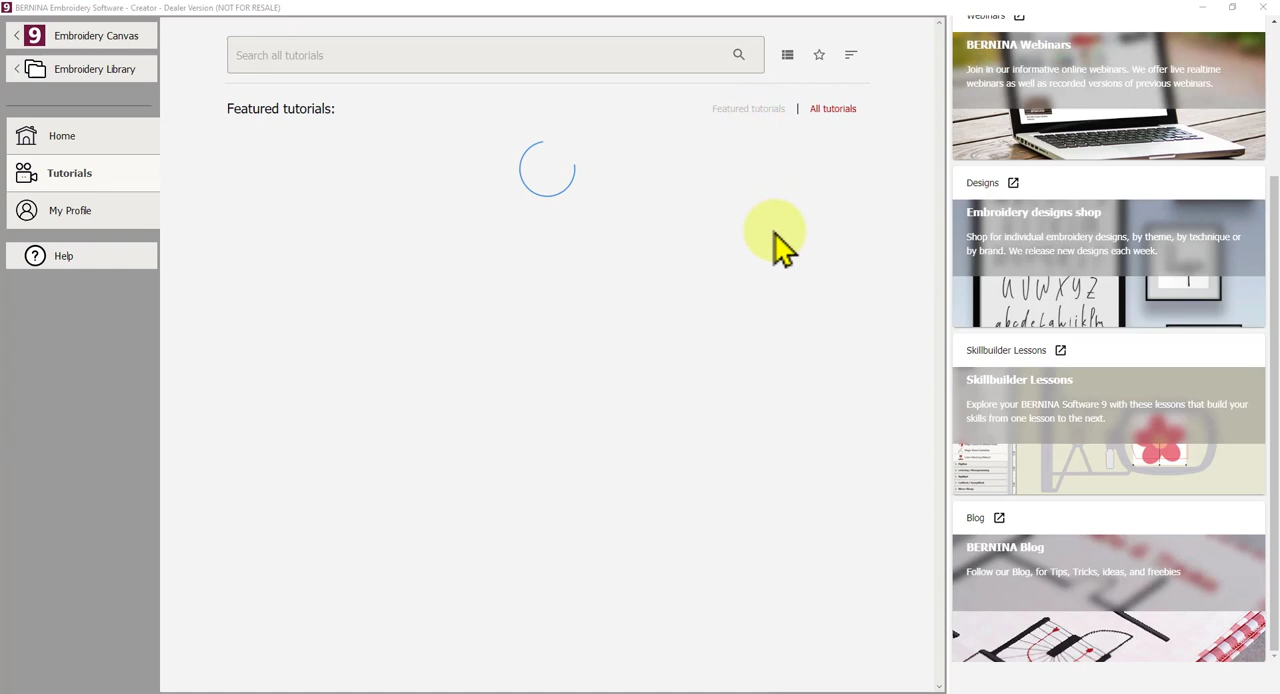 9 BERNINA Embroidery Software - Creator - Dealer Version (NOT FOR RESALE)
9 Embroidery Canvas
Embroidery Library
Home
Tutorials
My Profile
? Help
Search all tutorials
Featured tutorials:
Featured tutorials | All tutorials
Webinars
BERNINA Webinars
Join in our informative online webinars. We offer live realtime
webinars as well as recorded versions of previous webinars.
Designs
Embroidery designs shop
Shop for individual embroidery designs, by theme, by technique or
by brand. We release new designs each week.
U V W X Y Z
a b c d e f g h i j k l m
Skillbuilder Lessons
Skillbuilder Lessons
Explore your BERNINA Software 9 with these lessons that build your
skills from one lesson to the next.
Blog
BERNINA Blog
Follow our Blog, for Tips, Tricks, ideas, and freebies